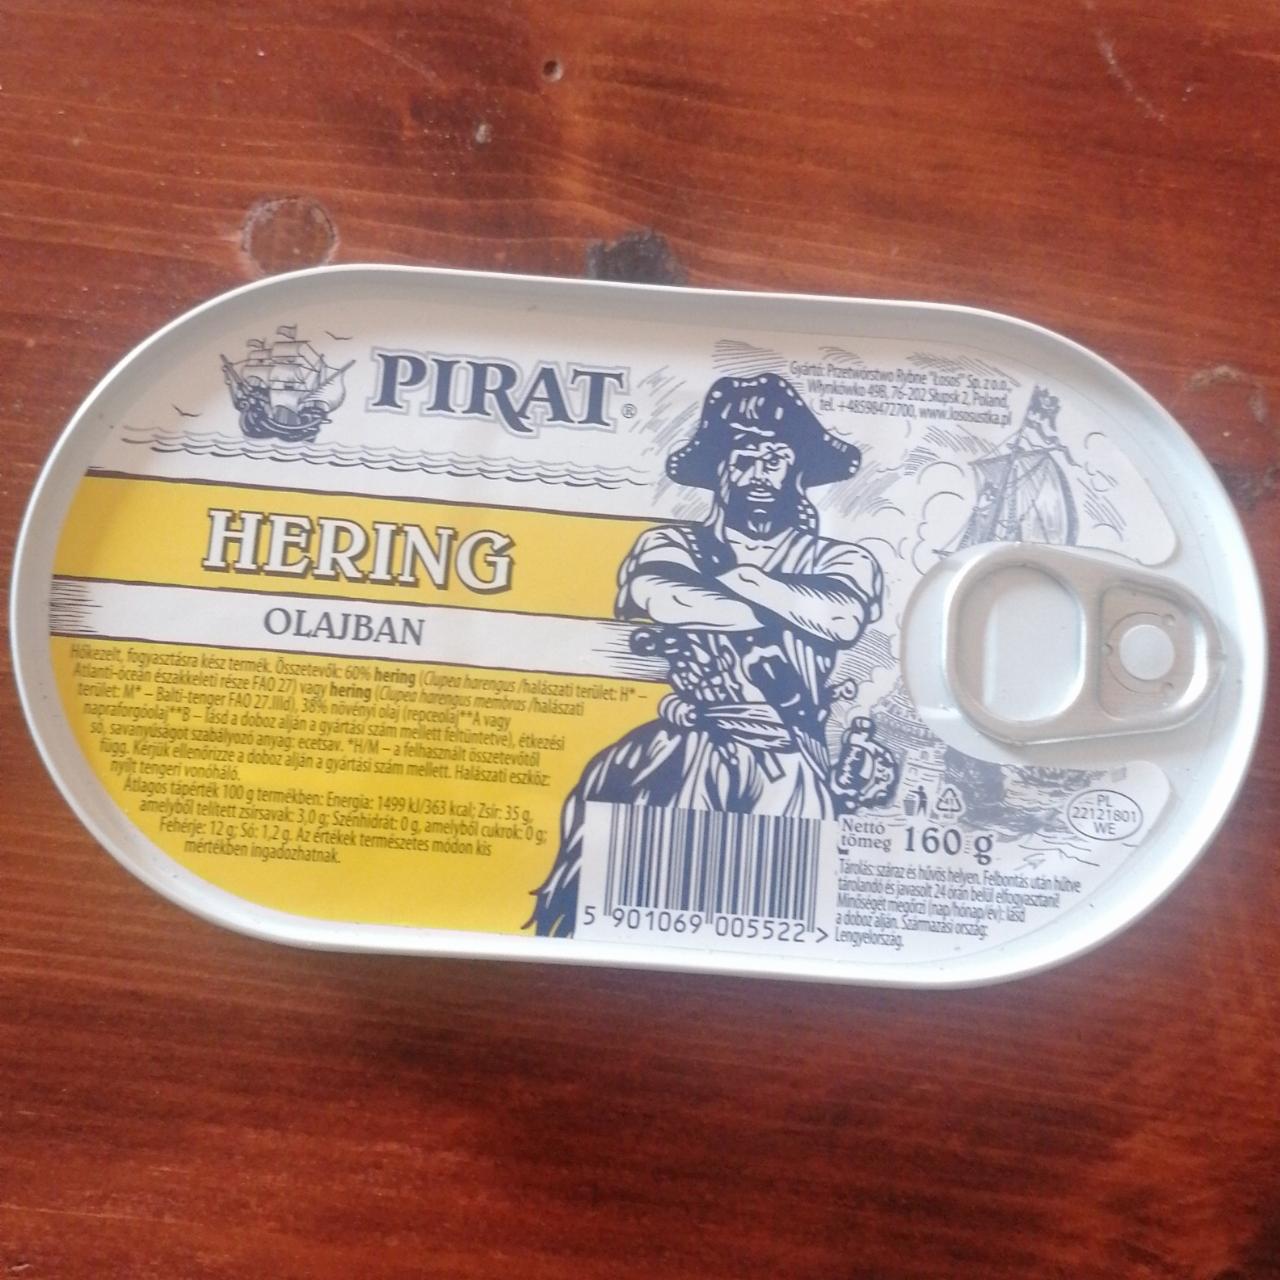 PIRAT®
HERING
OLAJBAN
Hőkezelt, fogyasztásra kész termék. Összetevők: 60% hering (Clupea harengus /halászati terület: H* –
Atlanti-óceán északkeleti része FAO 27) vagy hering (Clupea harengus membras /halászati
terület: M* – Balti-tenger FAO 27.IIId), 38% növényi olaj (repceolaj**A vagy
napraforgóolaj**B – lásd a doboz alján a gyártási szám mellett feltüntetve), étkezési
só, savanyúságot szabályozó anyag: ecetsav. *H/M – a felhasznált összetevőtől
függ. Kérjük ellenőrizze a doboz alján a gyártási szám mellett. Halászati eszköz:
nyílt tengeri vonóháló.
Átlagos tápérték 100 g termékben: Energia: 1499 kJ/363 kcal; Zsír: 35 g,
amelyből telített zsírsavak: 3,0 g; Szénhidrát: 0 g, amelyből cukrok: 0 g;
Fehérje: 12 g; Só: 1,2 g. Az értékek természetes módon kis
mértékben ingadozhatnak.
Gyártó: Przetwórstwo Rybne "Łosoś" Sp. z o.o.,
Włynkówko 49B, 76-202 Słupsk 2, Poland,
tel. +48598472700, www.lososustka.pl
41
PL
22121801
WE
Nettó
tömeg 160 g
Tárolás: száraz és hűvös helyen. Felbontás után hűtve
tárolandó és javasolt 24 órán belül elfogyasztani!
Minőségét megőrzi (nap/hónap/év): lásd
a doboz alján. Származási ország:
Lengyelország.
5 901069 005522 >